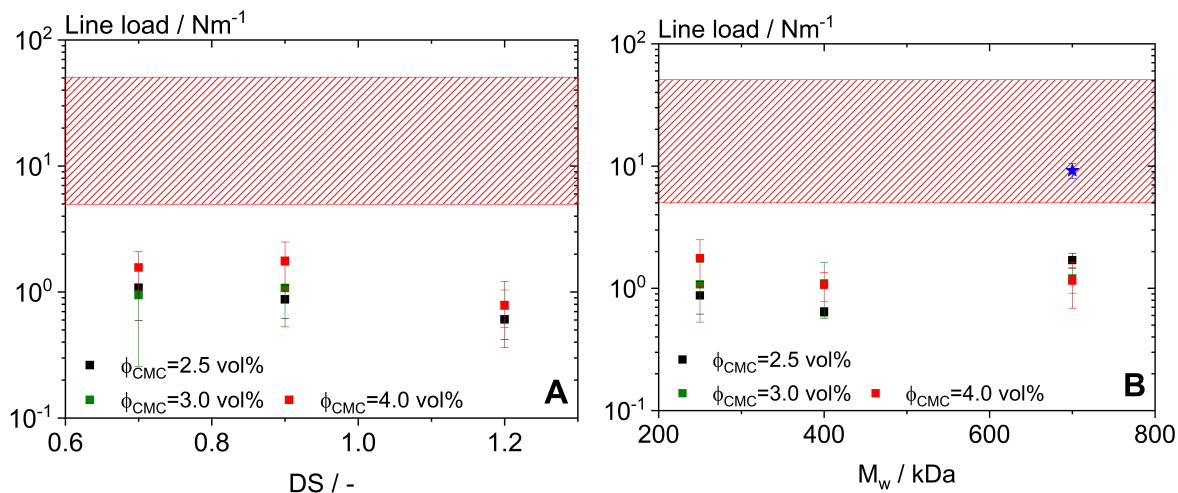 Line load / Nm⁻¹
10²
10¹
10⁰
10⁻¹
ϕCMC=2.5 vol%
ϕCMC=3.0 vol% ϕCMC=4.0 vol%
A
0.6 0.8 1.0 1.2
DS / -
Line load / Nm⁻¹
10²
10¹
10⁰
10⁻¹
ϕCMC=2.5 vol%
ϕCMC=3.0 vol% ϕCMC=4.0 vol%
B
200 400 600 800
Mw / kDa